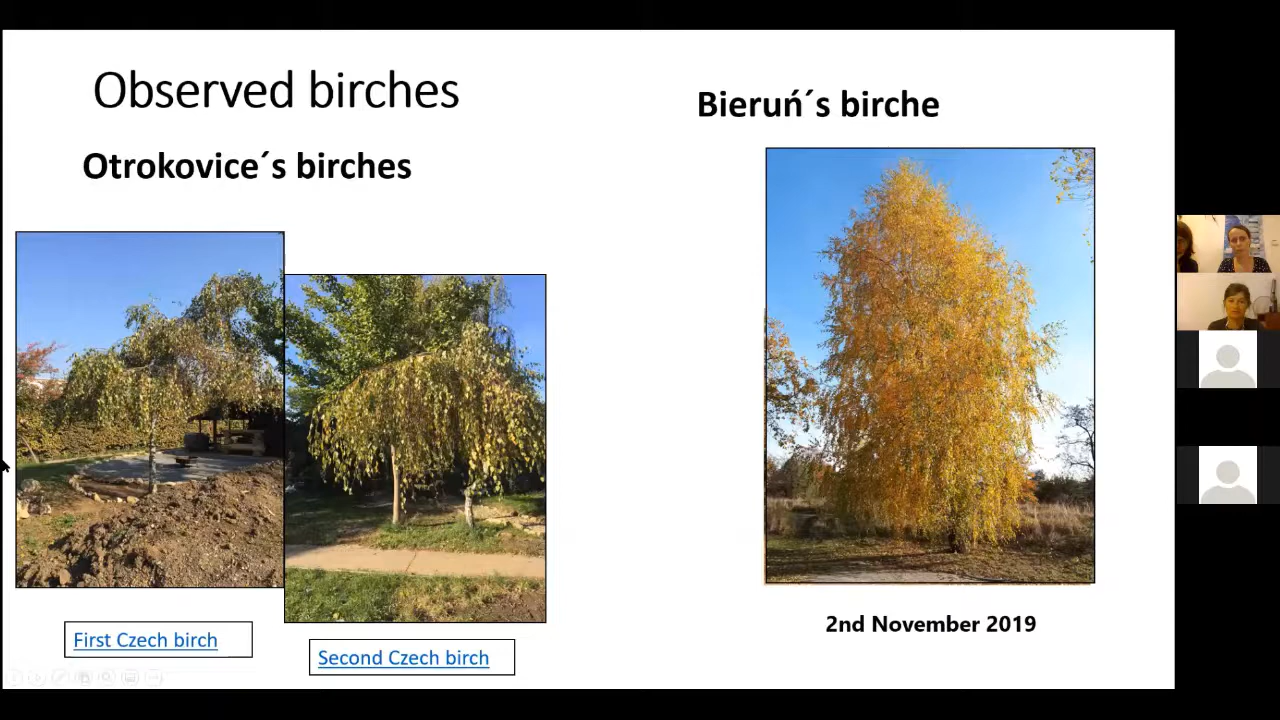 Observed birches
Otrokovice´s birches
Bieruń´s birche
First Czech birch
Second Czech birch
2nd November 2019